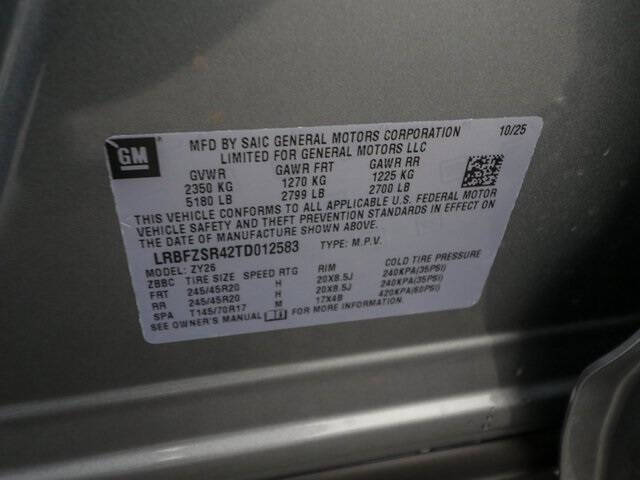 GM
MFD BY SAIC GENERAL MOTORS CORPORATION 10/25
LIMITED FOR GENERAL MOTORS LLC
GVWR GAWR FRT GAWR RR
2350 KG 1270 KG 1225 KG
5180 LB 2799 LB 2700 LB
THIS VEHICLE CONFORMS TO ALL APPLICABLE U.S. FEDERAL MOTOR
VEHICLE SAFETY AND THEFT PREVENTION STANDARDS IN EFFECT ON
THE DATE OF MANUFACTURE SHOWN ABOVE.
LRBFZSR42TD012583 TYPE: M.P.V.
MODEL: ZY26
ZBBC TIRE SIZE SPEED RTG RIM COLD TIRE PRESSURE
FRT 245/45R20 H 20X8.5J 240KPA(35PSI)
RR 245/45R20 H 20X8.5J 240KPA(35PSI)
SPA T145/70R17 M 17X4B 420KPA(60PSI)
SEE OWNER'S MANUAL FOR MORE INFORMATION